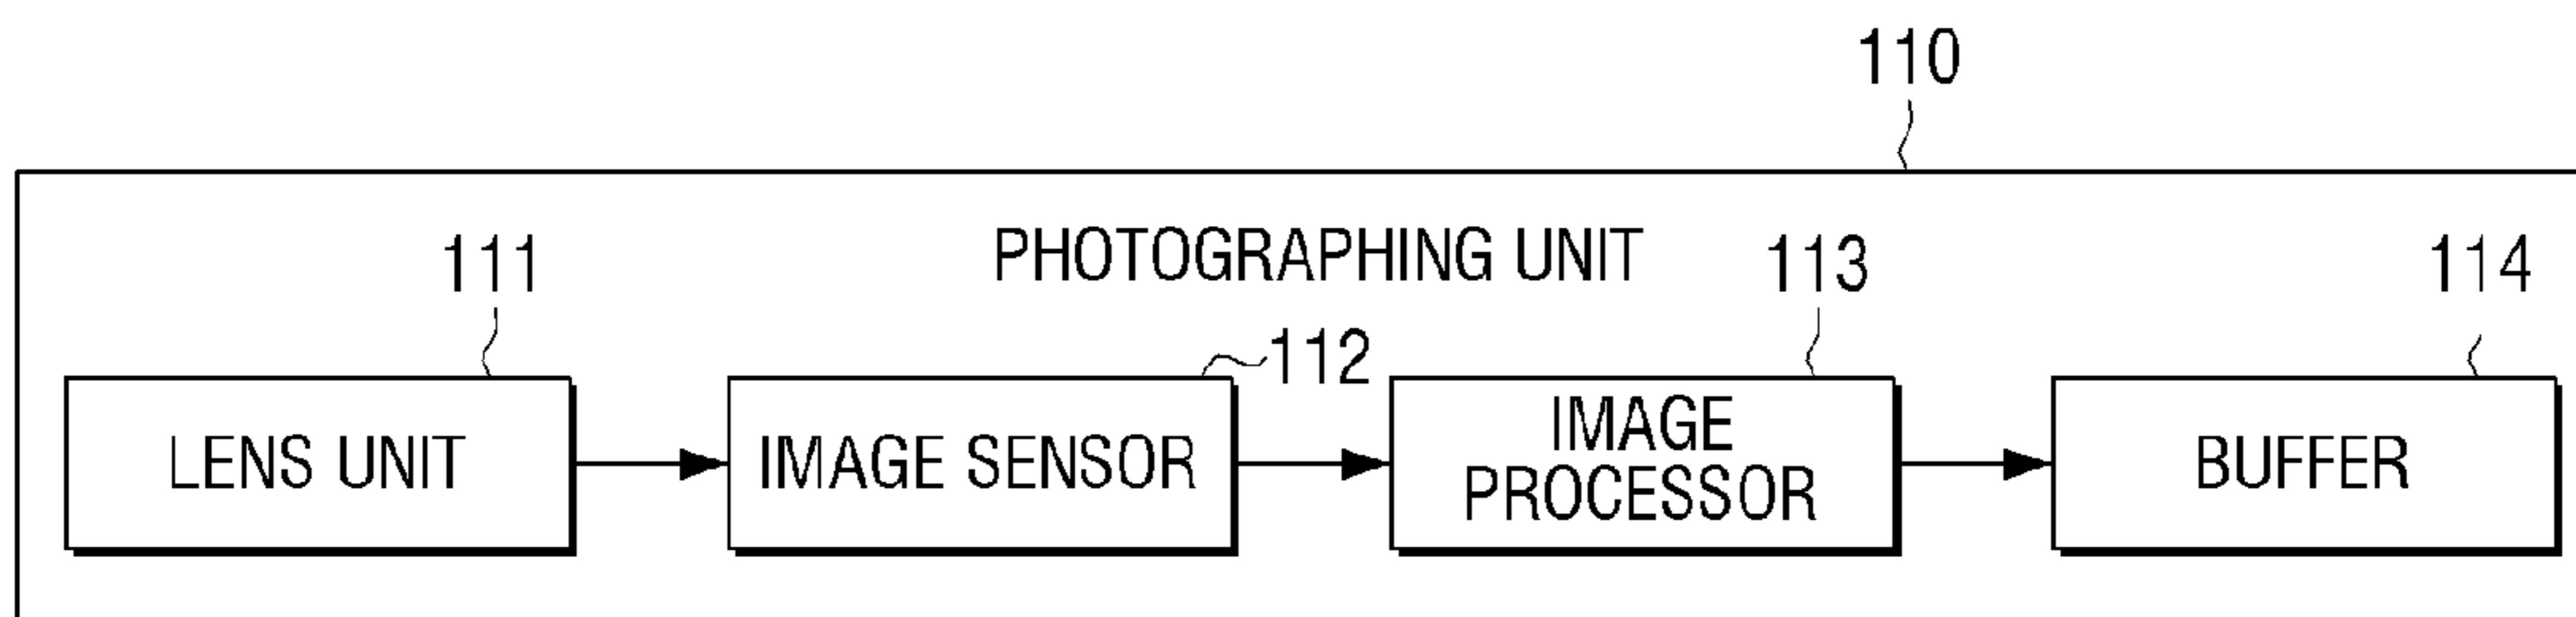 110
PHOTOGRAPHING UNIT
111
112
113
114
LENS UNIT
IMAGE SENSOR
IMAGE
PROCESSOR
BUFFER